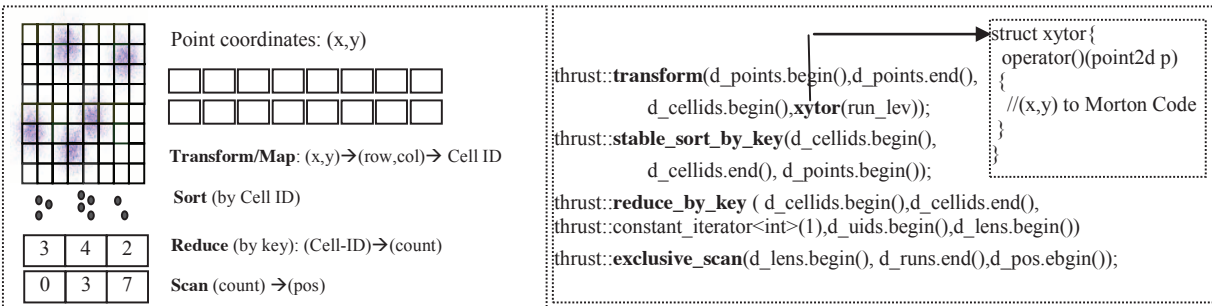 Point coordinates: (x,y)
Transform/Map: (x,y)→(row,col)→ Cell ID
Sort (by Cell ID)
3 4 2
Reduce (by key): (Cell-ID)→(count)
0 3 7
Scan (count) →(pos)
thrust::transform(d_points.begin(),d_points.end(),
d_cellids.begin(),xytor(run_lev));
thrust::stable_sort_by_key(d_cellids.begin(),
d_cellids.end(), d_points.begin());
thrust::reduce_by_key ( d_cellids.begin(),d_cellids.end(),
thrust::constant_iterator<int>(1),d_uids.begin(),d_lens.begin())
thrust::exclusive_scan(d_lens.begin(), d_runs.end(),d_pos.ebgin());
struct xytor{
operator()(point2d p)
{
//(x,y) to Morton Code
}
}